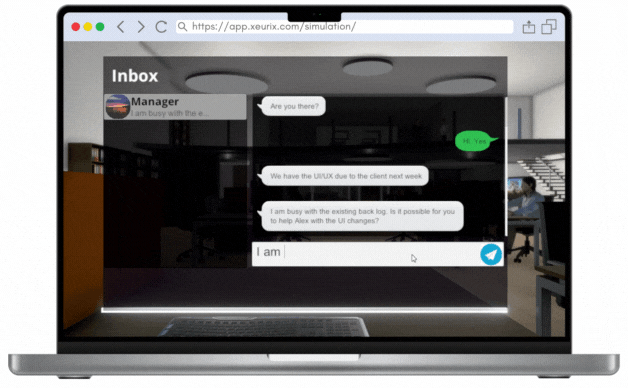 https://app.xeurix.com/simulation/
Inbox
Manager
I am busy with the e...
Are you there?
Hi, Yes
We have the UI/UX due to the client next week
I am busy with the existing back log. Is it possible for you
to help Alex with the UI changes?
I am